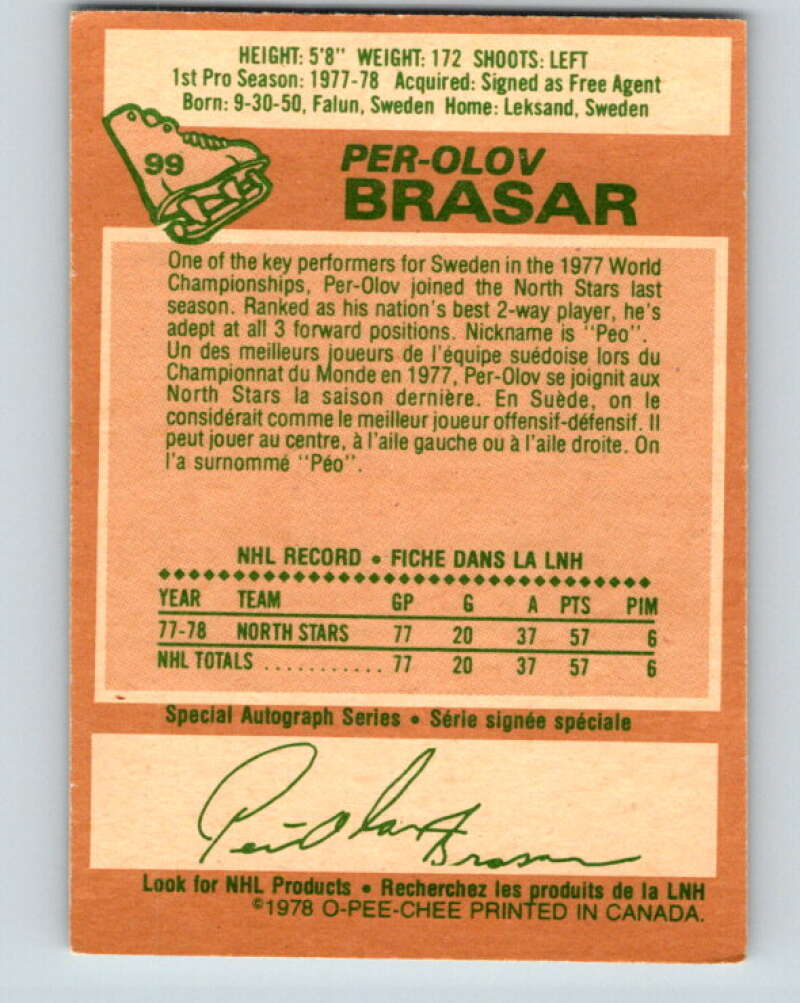 HEIGHT: 5'8" WEIGHT: 172 SHOOTS: LEFT
1st Pro Season: 1977-78 Acquired: Signed as Free Agent
Born: 9-30-50, Falun, Sweden Home: Leksand, Sweden
99
PER-OLOV
BRASAR
One of the key performers for Sweden in the 1977 World
Championships, Per-Olov joined the North Stars last
season. Ranked as his nation's best 2-way player, he's
adept at all 3 forward positions. Nickname is "Peo".
Un des meilleurs joueurs de l'équipe suédoise lors du
Championnat du Monde en 1977, Per-Olov se joignit aux
North Stars la saison dernière. En Suède, on le
considérait comme le meilleur joueur offensif-défensif. Il
peut jouer au centre, à l'aile gauche ou à l'aile droite. On
l'a surnommé "Péo".
NHL RECORD • FICHE DANS LA LNH
YEAR TEAM GP G A PTS PIM
77-78 NORTH STARS 77 20 37 57 6
NHL TOTALS ........... 77 20 37 57 6
Special Autograph Series • Série signée spéciale
Per-Olov Brasar
Look for NHL Products • Recherchez les produits de la LNH
©1978 O-PEE-CHEE PRINTED IN CANADA.